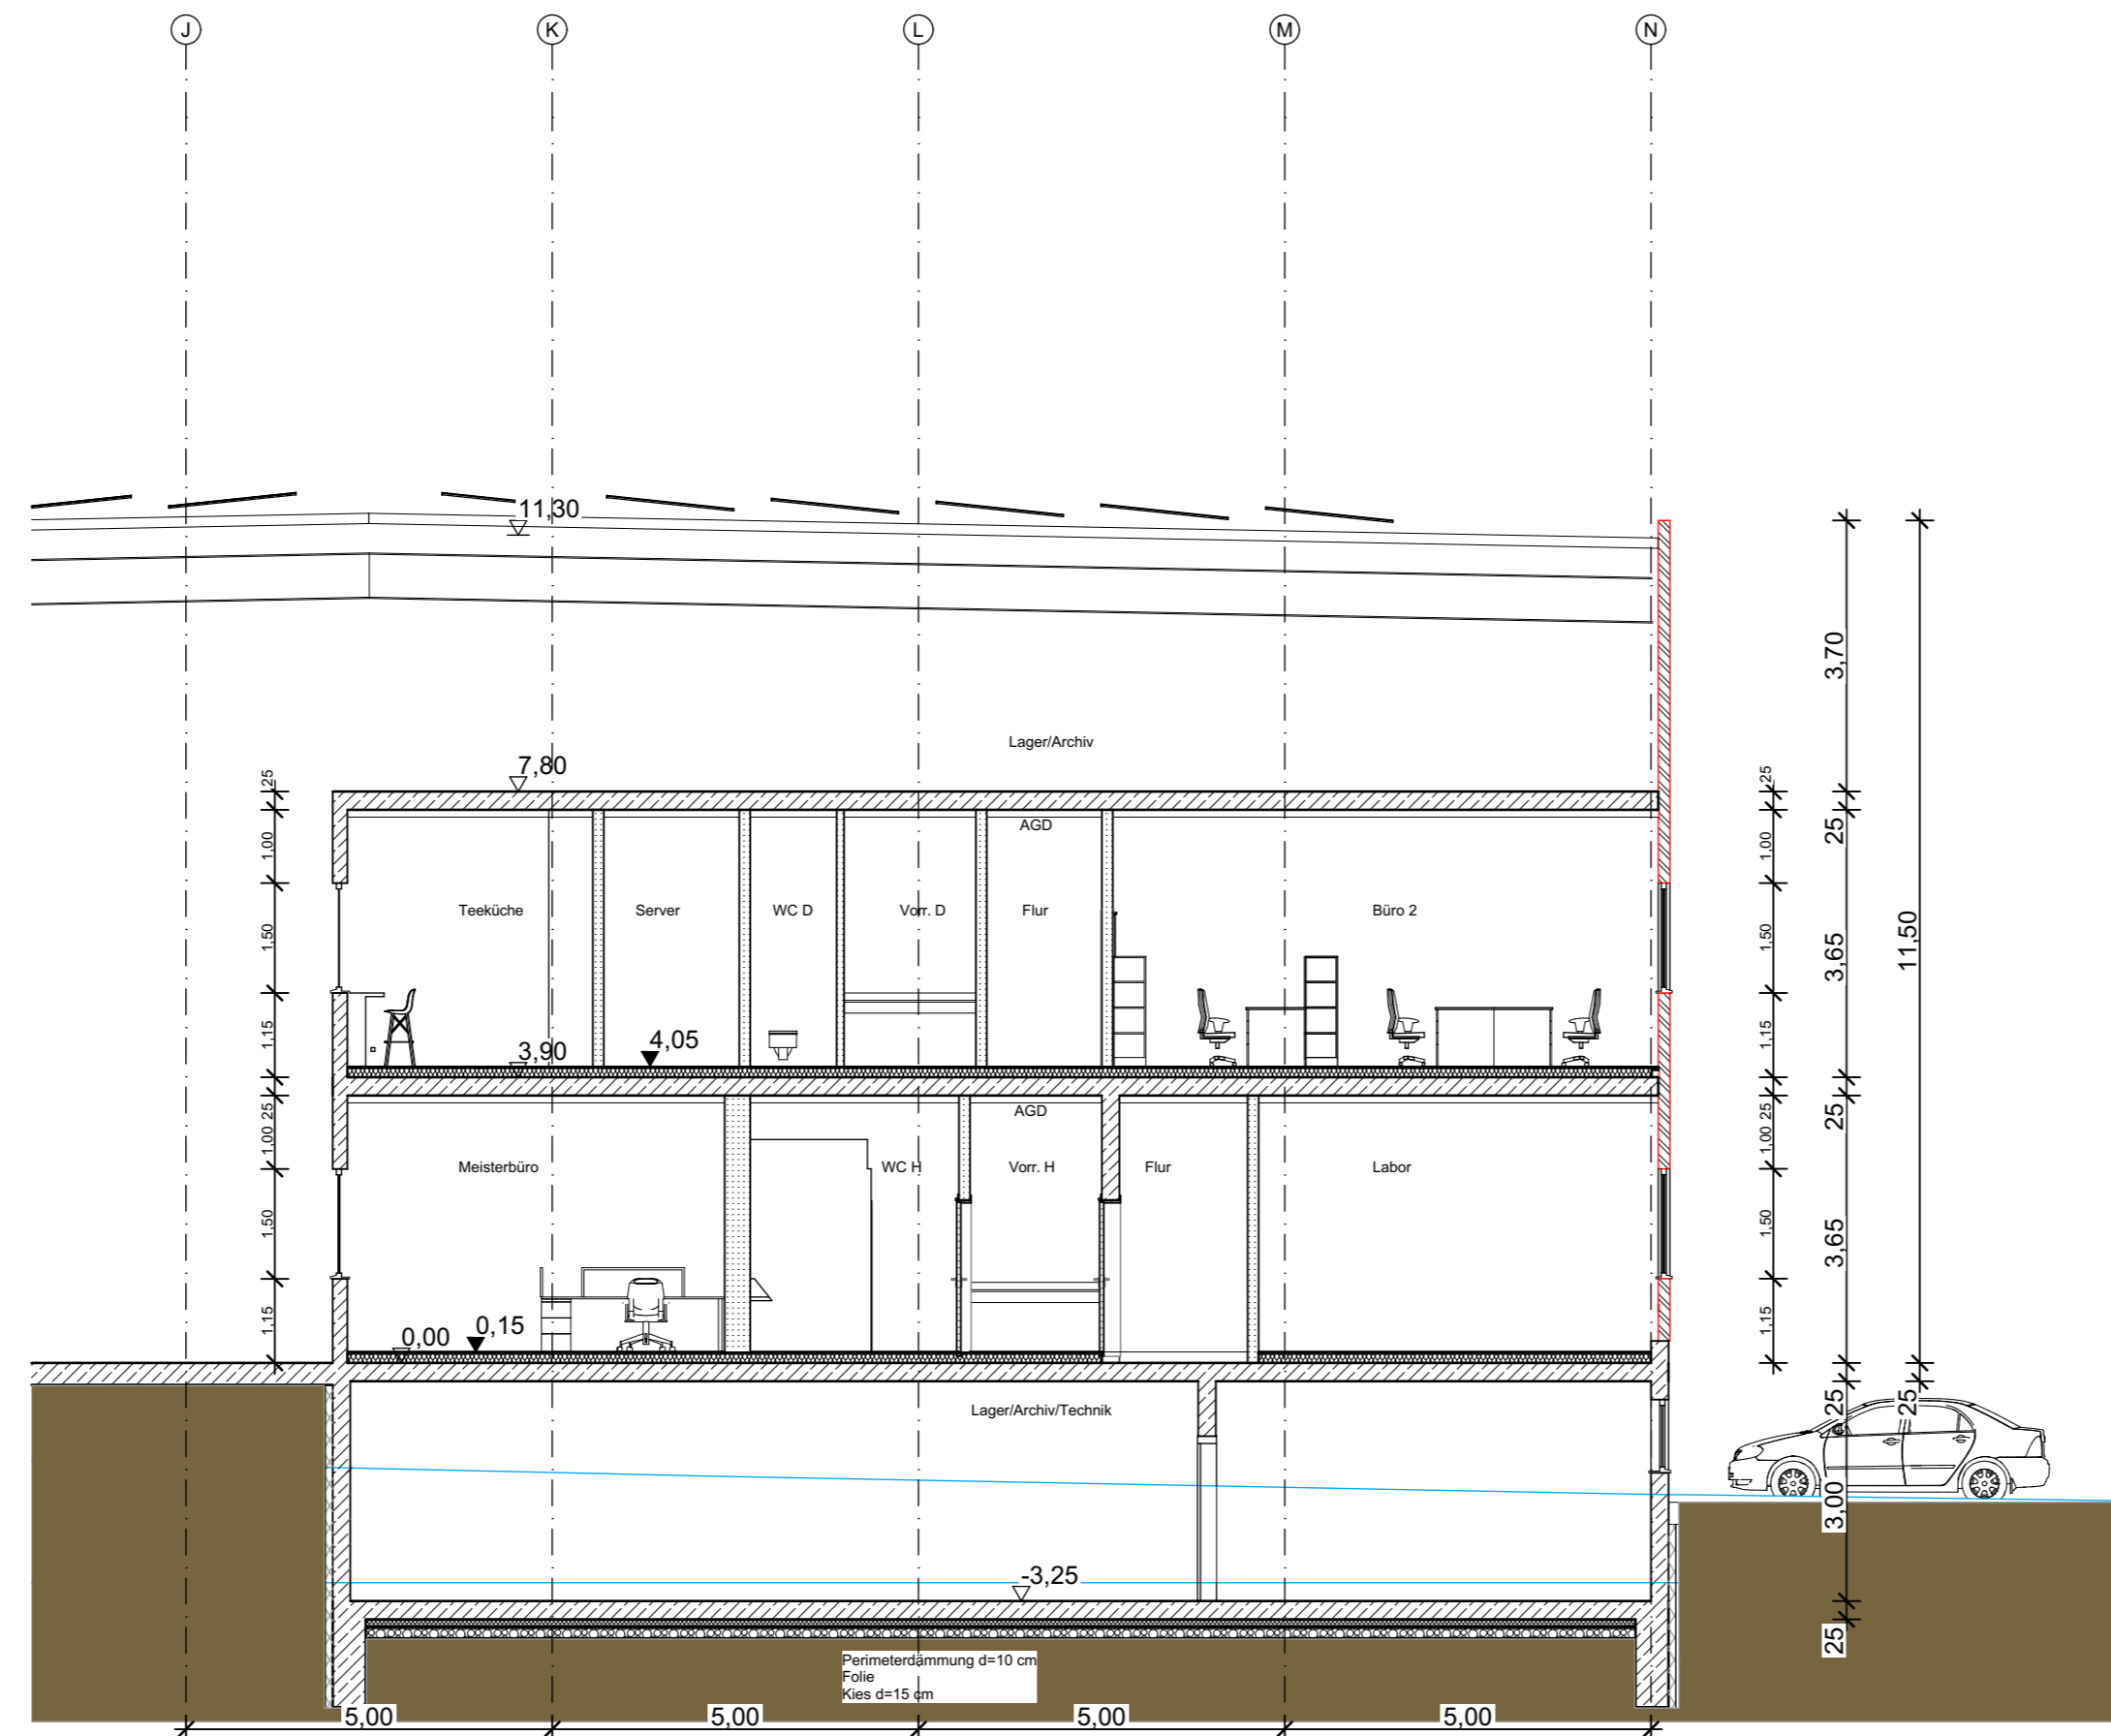 J K L M N
11,30
3,70
Lager/Archiv
7,80
25 25
AGD
25
1,00 1,00
Teeküche Server WC D Vorr. D Flur Büro 2
1,50 1,50 3,65 11,50
4,05
3,90
1,15 1,15
25 25
AGD
25
1,00 1,00
Meisterbüro WC H Vorr. H Flur Labor
1,50 1,50 3,65
0,15
0,00
1,15 1,15
Lager/Archiv/Technik
25 25
3,00
-3,25
25
Perimeterdämmung d=10 cm
Folie
Kies d=15 cm
5,00 5,00 5,00 5,00